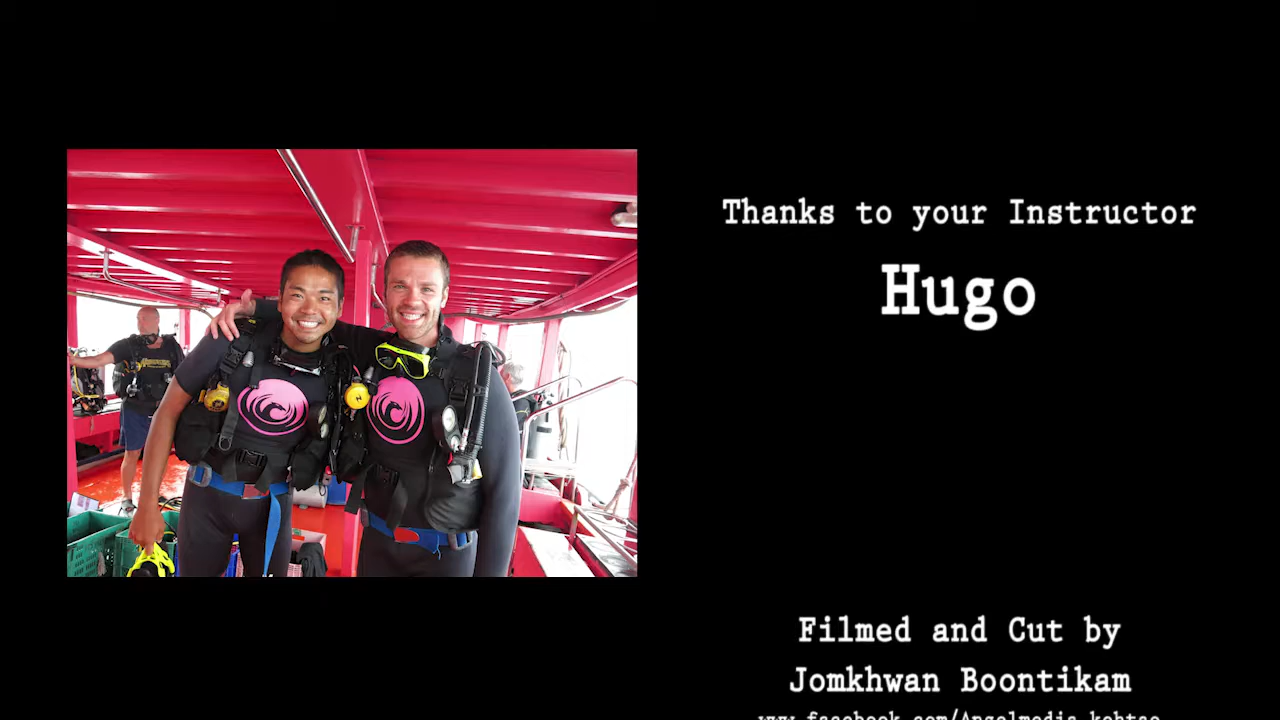 Thanks to your Instructor
Hugo
Filmed and Cut by
Jomkhwan Boontikam